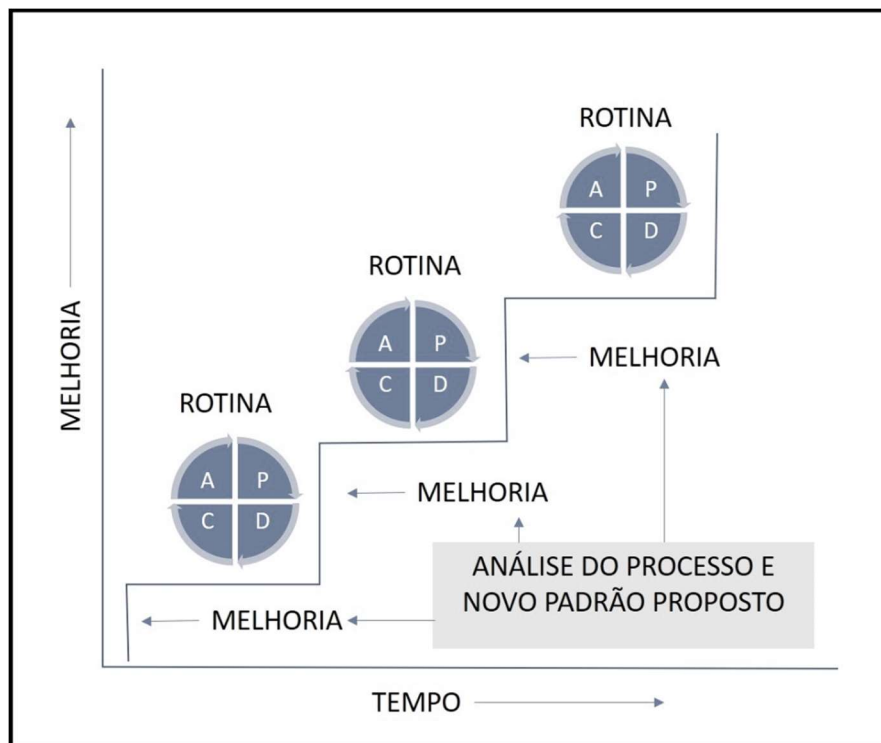 ROTINA
A P
C D
ROTINA
A P
C D
MELHORIA
MELHORIA
ROTINA
A P
C D
MELHORIA
ANÁLISE DO PROCESSO E
NOVO PADRÃO PROPOSTO
MELHORIA
TEMPO